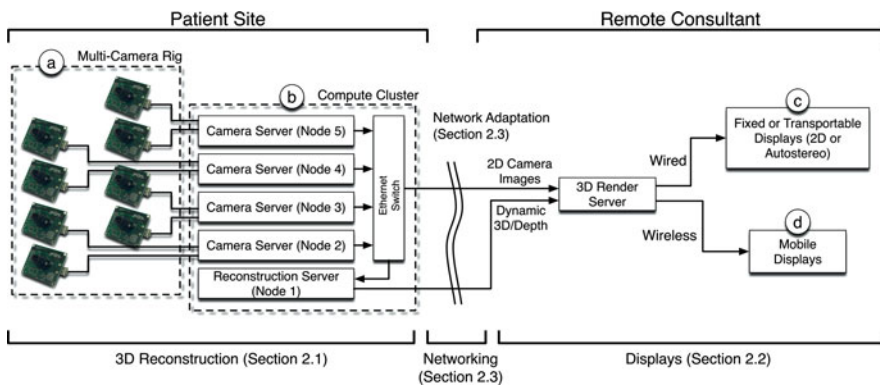 Patient Site
Remote Consultant
a
Multi-Camera Rig
b
Compute Cluster
Camera Server (Node 5)
Camera Server (Node 4)
Camera Server (Node 3)
Camera Server (Node 2)
Reconstruction Server
(Node 1)
Ethernet
Switch
Network Adaptation
(Section 2.3)
2D Camera
Images
Dynamic
3D/Depth
3D Render
Server
Wired
Wireless
c
Fixed or Transportable
Displays (2D or
Autostereo)
d
Mobile
Displays
3D Reconstruction (Section 2.1)
Networking
(Section 2.3)
Displays (Section 2.2)